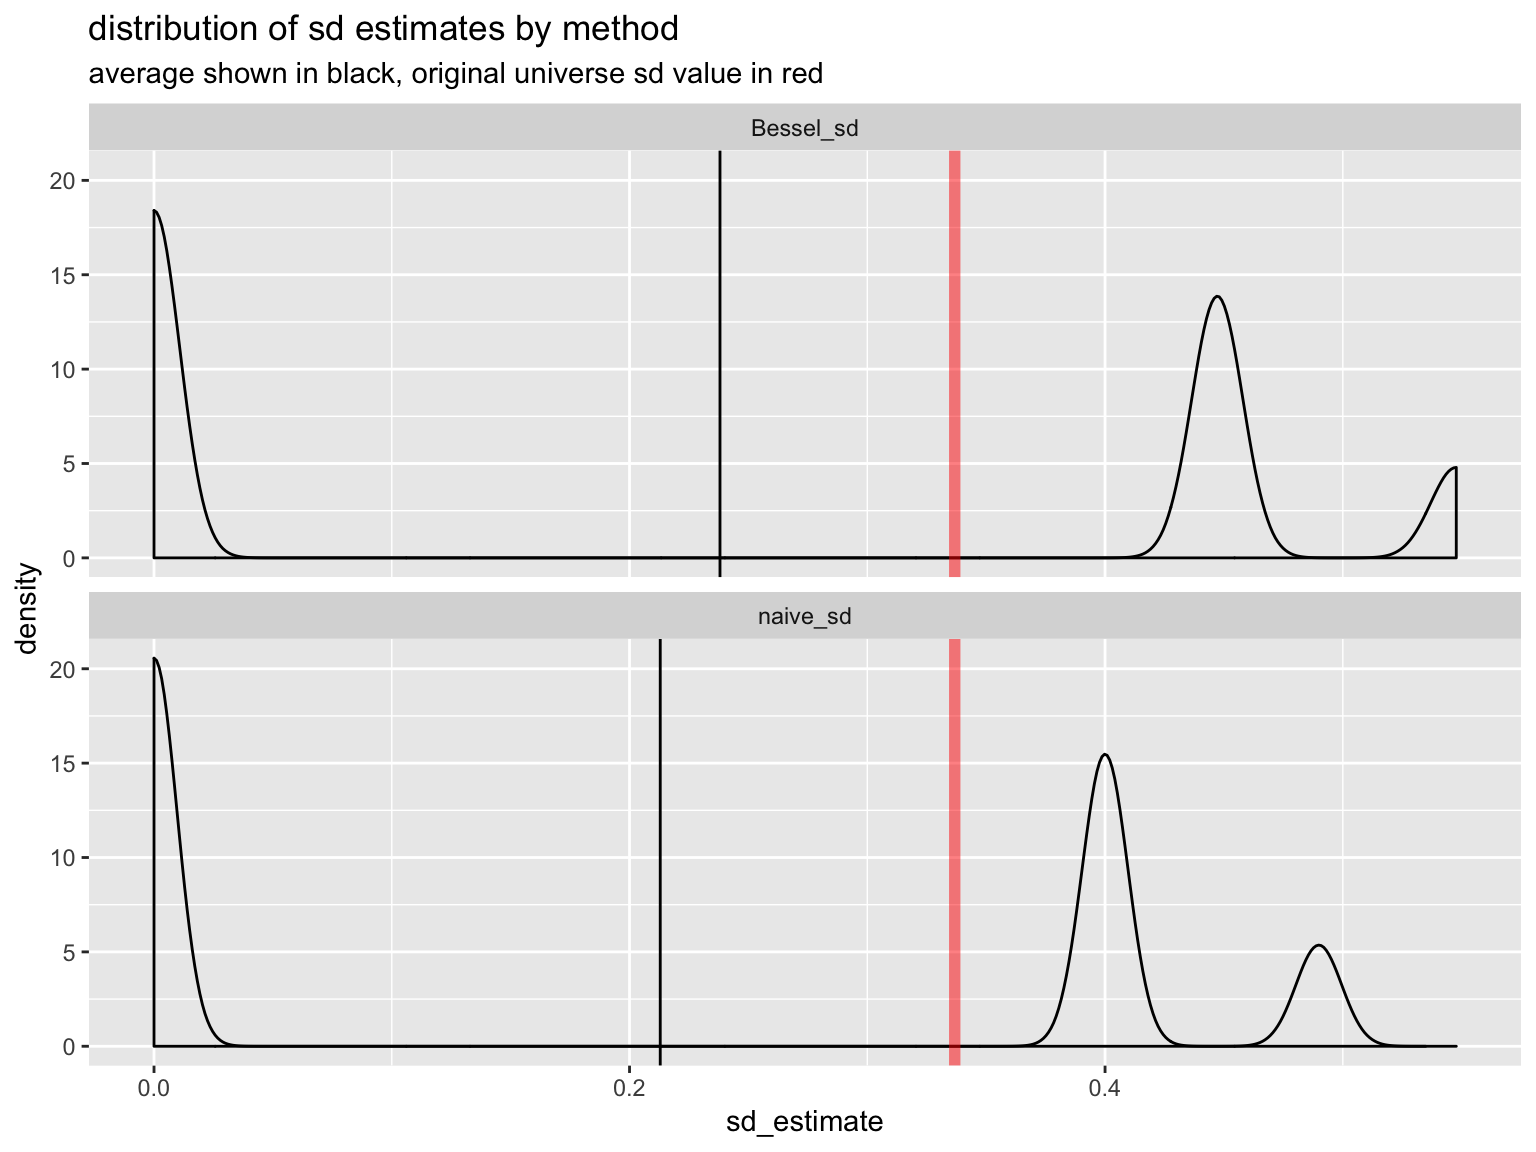 distribution of sd estimates by method
average shown in black, original universe sd value in red
Bessel_sd
20
15
10
5
0
density
naive_sd
20
15
10
5
0
0.0 0.2 0.4
sd_estimate